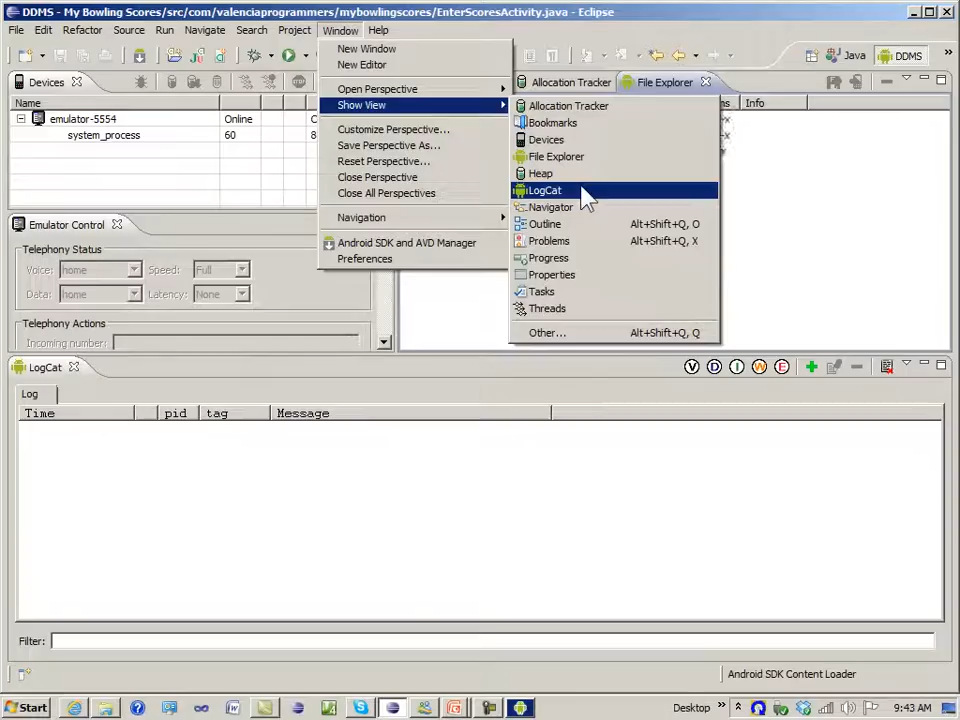 DDMS - My Bowling Scores/src/com/valenciaprogrammers/mybowlingscores/EnterScoresActivity.java - Eclipse
File Edit Refactor Source Run Navigate Search Project Window Help
Java DDMS »
Devices
Name
emulator-5554 Online
system_process 60 8
Emulator Control
Telephony Status
Voice: home Speed: Full
Data: home Latency: None
Telephony Actions
Incoming number:
New Window
New Editor
Open Perspective
Show View
Customize Perspective...
Save Perspective As...
Reset Perspective...
Close Perspective
Close All Perspectives
Navigation
Android SDK and AVD Manager
Preferences
Allocation Tracker File Explorer
Info
Allocation Tracker
Bookmarks
Devices
File Explorer
Heap
LogCat
Navigator
Outline Alt+Shift+Q, O
Problems Alt+Shift+Q, X
Progress
Properties
Tasks
Threads
Other... Alt+Shift+Q, Q
LogCat
V D I W E
Log
Time pid tag Message
Filter:
Android SDK Content Loader
Start
Desktop » 9:43 AM